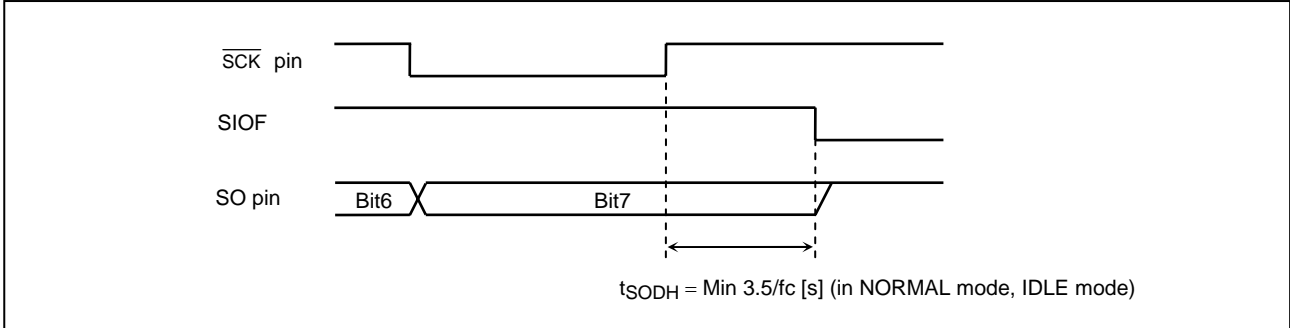 SCK pin
SIOF
SO pin
Bit6
Bit7
tSODH = Min 3.5/fc [s] (in NORMAL mode, IDLE mode)